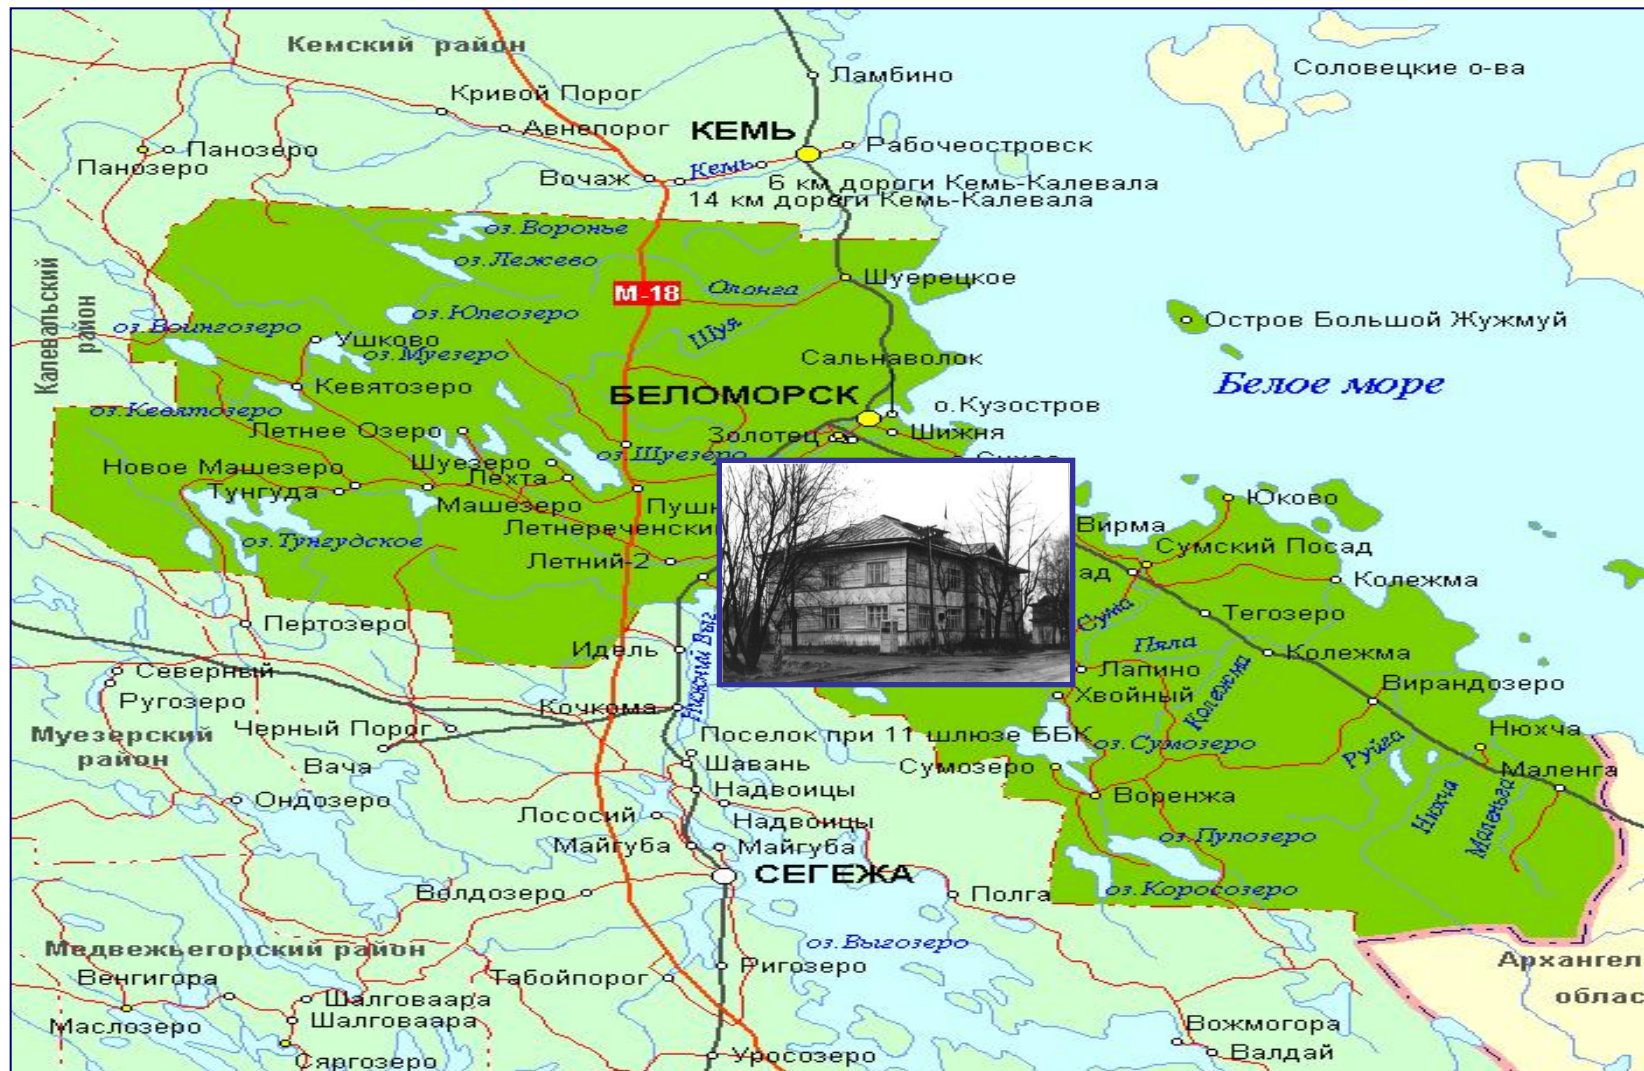 Кемский район
Соловецкие о-ва
Ламбино
Кривой Порог
Авнепорог
КЕМЬ
Рабочеостровск
Панозеро
Панозеро
Вочаж
Кемь
6 км дороги Кемь-Калевала
14 км дороги Кемь-Калевала
оз.Воронье
оз.Лежево
Шуерецкое
М-18
Олонга
Калевальский
район
оз.Юлеозеро
Остров Большой Жужмуй
оз.Воингозеро
Ушково
Шуя
оз.Муезеро
Сальнаволок
Белое море
Кевятозеро
БЕЛОМОРСК
о.Кузостров
оз.Кевятозеро
Летнее Озеро
Золотец
Шижня
оз.Шуезеро
Шуезеро
Новое Машезеро
Лехта
Тунгуда
Машезеро
Юково
Летнереченский
Вирма
оз.Тунгудское
Сумский Посад
Летний-2
ад
Колежма
Сума
Тегозеро
Пертозеро
Нижний Выг
Пяла
Идель
Колежма
Северный
Лапино
Ругозеро
Хвойный
Вирандозеро
Кочкома
Колежма
Муезерский
район
Черный Порог
Нюхча
Поселок при 11 шлюзе ББК
оз.Сумозеро
Руйга
Вача
Шавань
Сумозеро
Маленга
Ондозеро
Надвоицы
Воренжа
Нюхча
Маленьга
Лососий
Надвоицы
оз.Пулозеро
Майгуба
Майгуба
СЕГЕЖА
Волдозеро
Полга
оз.Коросозеро
Медвежьегорский район
оз.Выгозеро
Венгигора
Табойпорог
Ригозеро
Архангел
Шалговаара
облас
Маслозеро
Шалговаара
Вожмогора
Сяргозеро
Уросозеро
Валдай